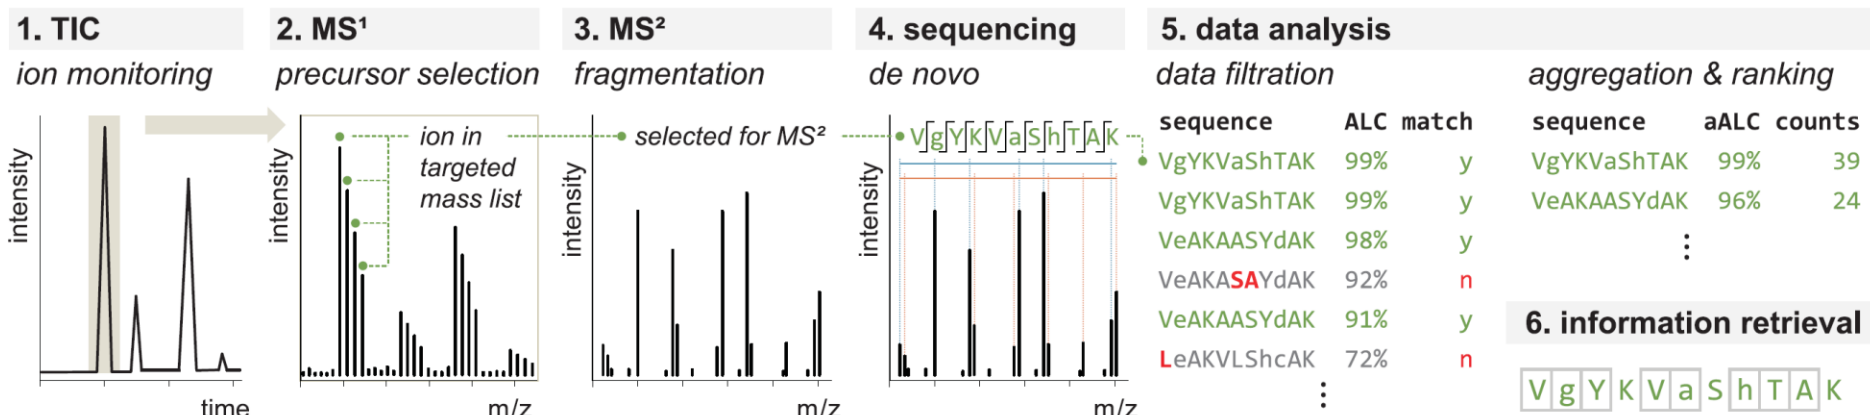 1. TIC
ion monitoring
intensity
time
2. MS¹
precursor selection
ion in
targeted
mass list
intensity
m/z
3. MS²
fragmentation
selected for MS²
intensity
m/z
4. sequencing
de novo
VgYKVaShTAK
intensity
m/z
5. data analysis
data filtration
sequence ALC match
VgYKVaShTAK 99% y
VgYKVaShTAK 99% y
VeAKAASYdAK 98% y
VeAKASAYdAK 92% n
VeAKAASYdAK 91% y
LeAKVLShcAK 72% n
⋮
aggregation & ranking
sequence aALC counts
VgYKVaShTAK 99% 39
VeAKAASYdAK 96% 24
⋮
6. information retrieval
V g Y K V a S h T A K